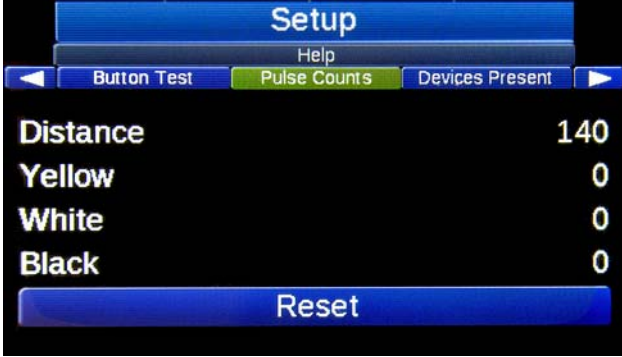 Setup
Help
Button Test Pulse Counts Devices Present
Distance 140
Yellow 0
White 0
Black 0
Reset